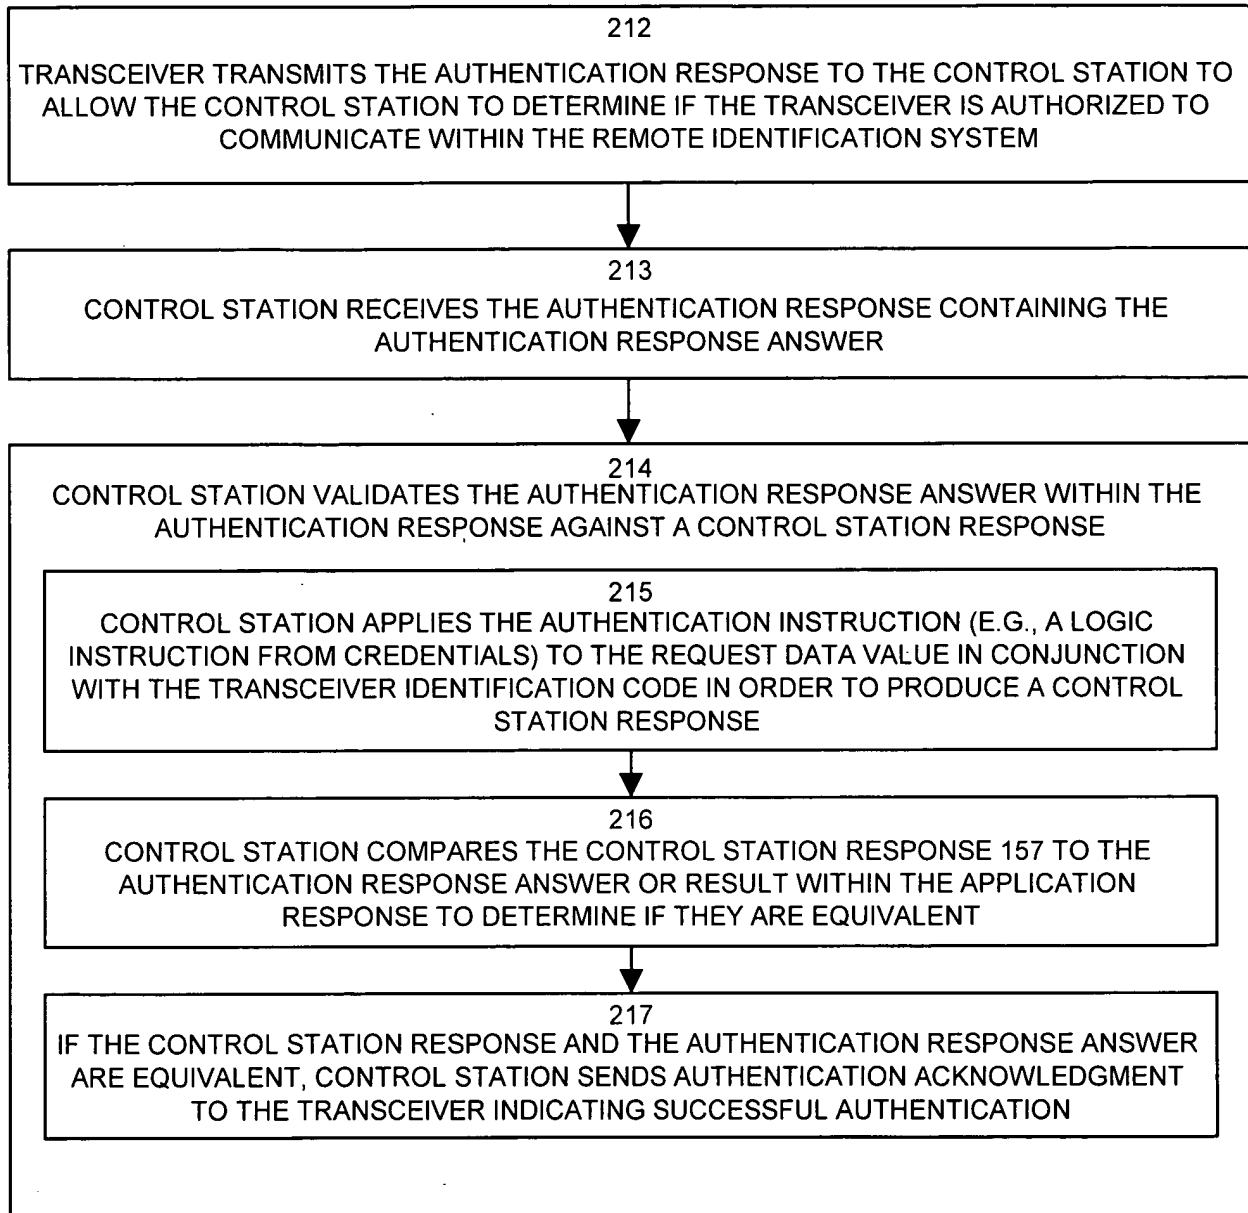 212
TRANSCEIVER TRANSMITS THE AUTHENTICATION RESPONSE TO THE CONTROL STATION TO
ALLOW THE CONTROL STATION TO DETERMINE IF THE TRANSCEIVER IS AUTHORIZED TO
COMMUNICATE WITHIN THE REMOTE IDENTIFICATION SYSTEM
213
CONTROL STATION RECEIVES THE AUTHENTICATION RESPONSE CONTAINING THE
AUTHENTICATION RESPONSE ANSWER
214
CONTROL STATION VALIDATES THE AUTHENTICATION RESPONSE ANSWER WITHIN THE
AUTHENTICATION RESPONSE AGAINST A CONTROL STATION RESPONSE
215
CONTROL STATION APPLIES THE AUTHENTICATION INSTRUCTION (E.G., A LOGIC
INSTRUCTION FROM CREDENTIALS) TO THE REQUEST DATA VALUE IN CONJUNCTION
WITH THE TRANSCEIVER IDENTIFICATION CODE IN ORDER TO PRODUCE A CONTROL
STATION RESPONSE
216
CONTROL STATION COMPARES THE CONTROL STATION RESPONSE 157 TO THE
AUTHENTICATION RESPONSE ANSWER OR RESULT WITHIN THE APPLICATION
RESPONSE TO DETERMINE IF THEY ARE EQUIVALENT
217
IF THE CONTROL STATION RESPONSE AND THE AUTHENTICATION RESPONSE ANSWER
ARE EQUIVALENT, CONTROL STATION SENDS AUTHENTICATION ACKNOWLEDGMENT
TO THE TRANSCEIVER INDICATING SUCCESSFUL AUTHENTICATION